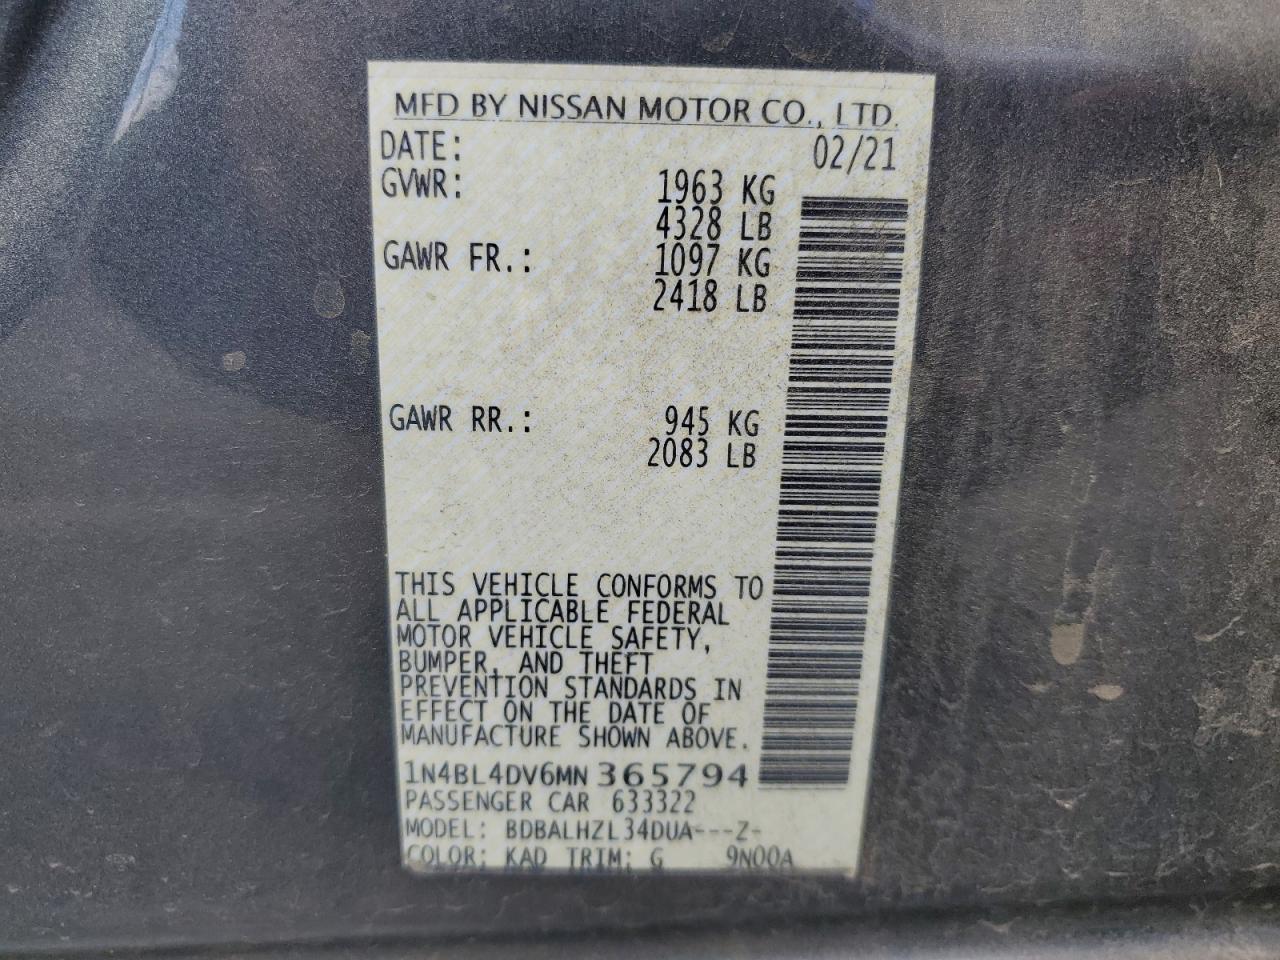 MFD BY NISSAN MOTOR CO., LTD.
DATE: 02/21
GVWR: 1963 KG
4328 LB
GAWR FR.: 1097 KG
2418 LB
GAWR RR.: 945 KG
2083 LB
THIS VEHICLE CONFORMS TO
ALL APPLICABLE FEDERAL
MOTOR VEHICLE SAFETY,
BUMPER, AND THEFT
PREVENTION STANDARDS IN
EFFECT ON THE DATE OF
MANUFACTURE SHOWN ABOVE.
1N4BL4DV6MN365794
PASSENGER CAR 633322
MODEL: BDBALHZL34DUA---Z-
COLOR: KAD TRIM: G 9N00A